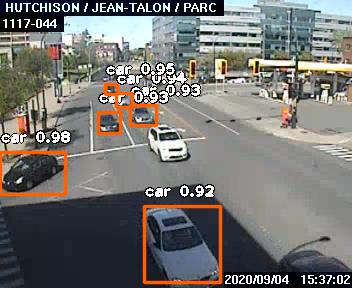 HUTCHISON / JEAN-TALON / PARC
1117-044
car 0.95
car 0.94
car 0.93
car 0.93
car 0.98
car 0.92
2020/09/04 15:37:02